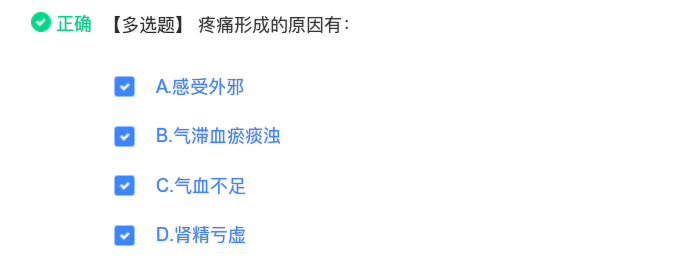 正确 【多选题】 疼痛形成的原因有：
A.感受外邪
B.气滞血瘀痰浊
C.气血不足
D.肾精亏虚